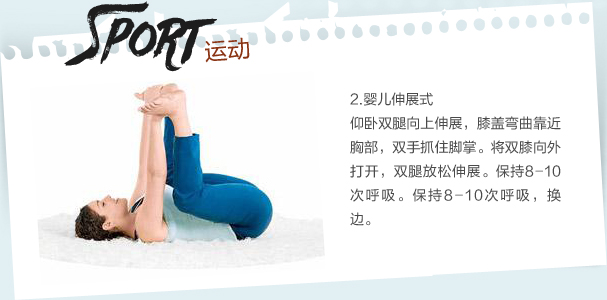 SPORT 运动
2.婴儿伸展式
仰卧双腿向上伸展，膝盖弯曲靠近
胸部，双手抓住脚掌。将双膝向外
打开，双腿放松伸展。保持8-10
次呼吸。保持8-10次呼吸，换
边。